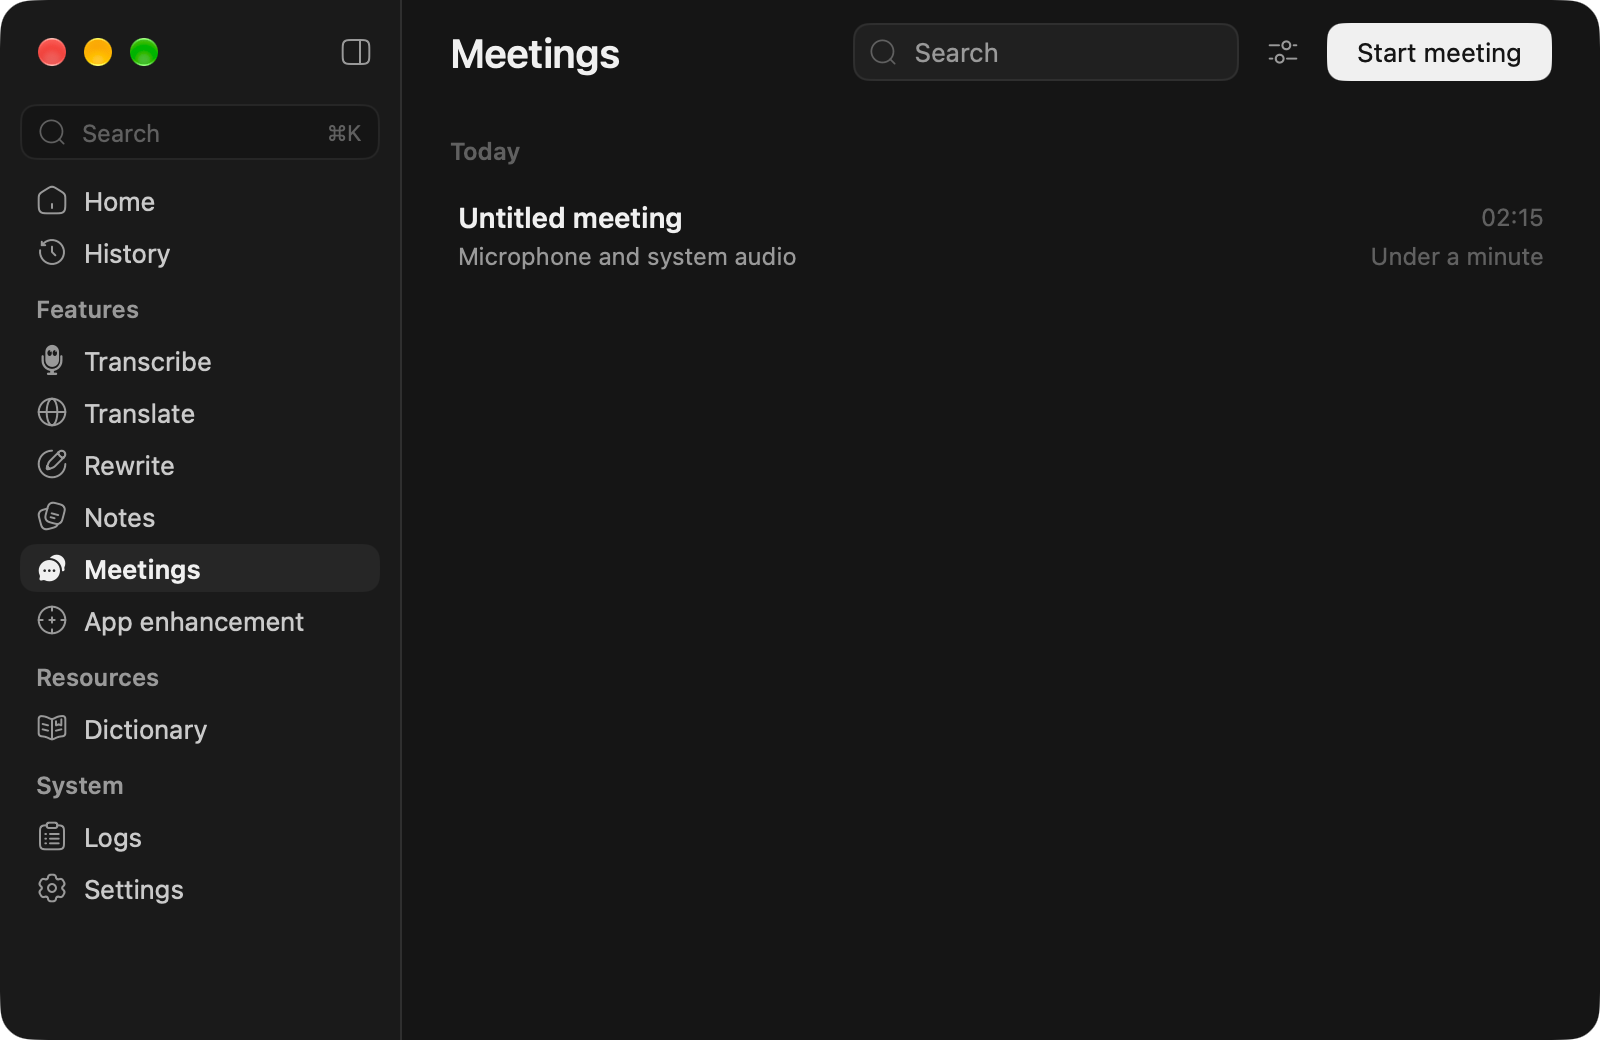 Search ⌘K
Home
History
Features
Transcribe
Translate
Rewrite
Notes
Meetings
App enhancement
Resources
Dictionary
System
Logs
Settings
Meetings
Search
Start meeting
Today
Untitled meeting
02:15
Microphone and system audio
Under a minute